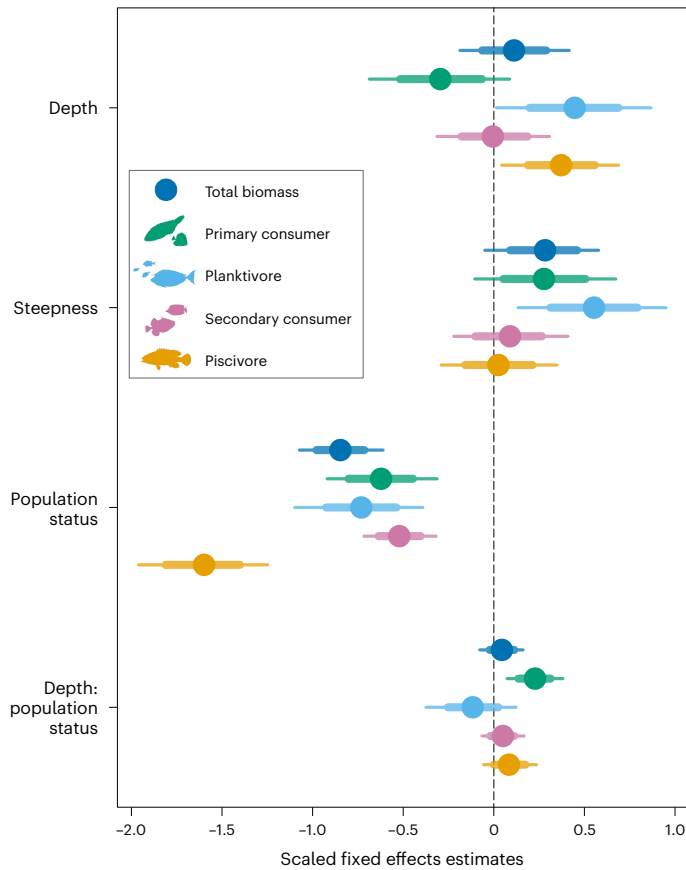 Depth
Total biomass
Primary consumer
Planktivore
Secondary consumer
Piscivore
Steepness
Population
status
Depth:
population
status
−2.0 −1.5 −1.0 −0.5 0 0.5 1.0
Scaled fixed effects estimates